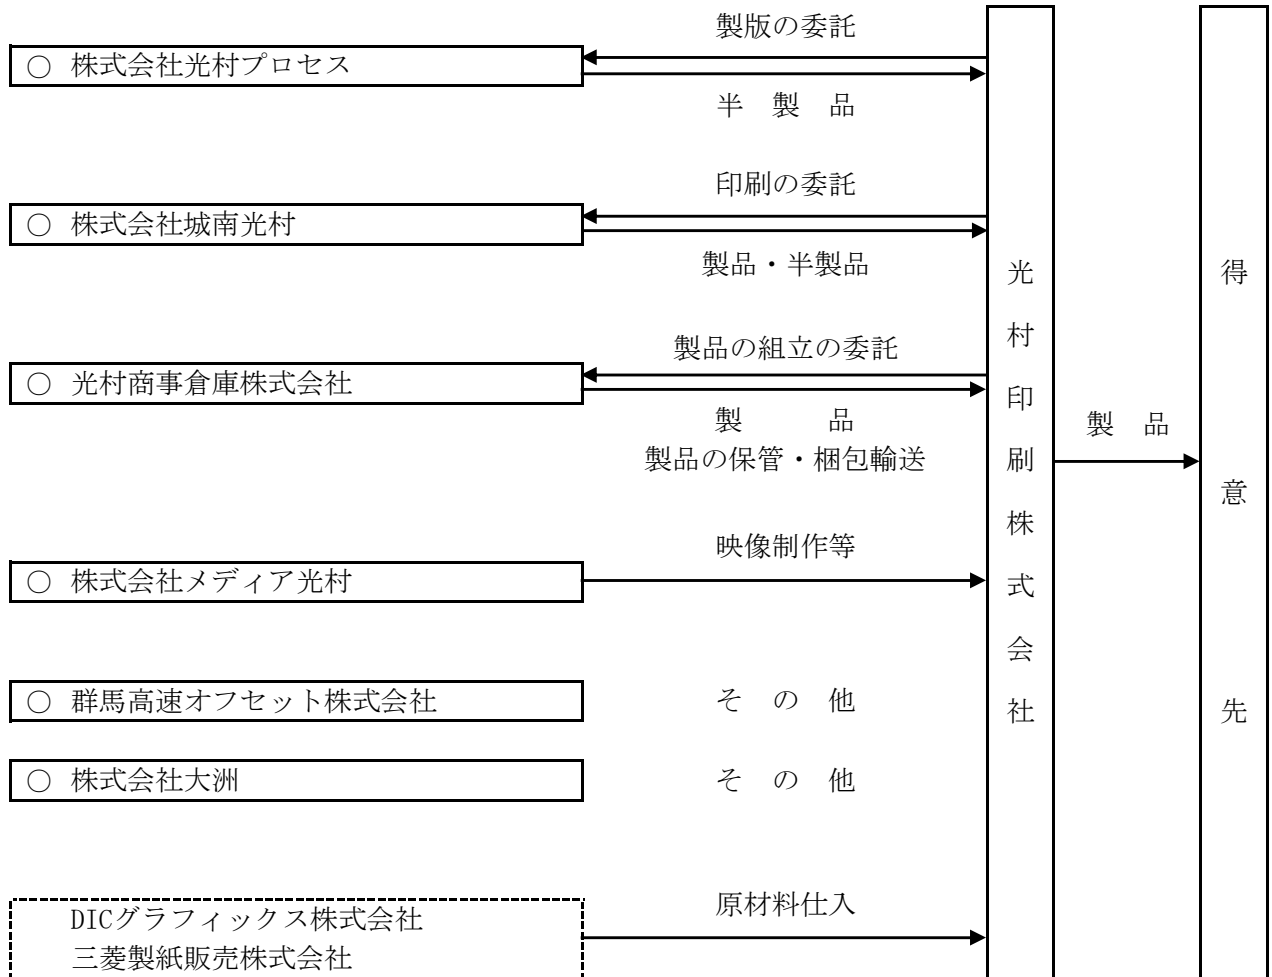 製版の委託
○ 株式会社光村プロセス
半 製 品
印刷の委託
○ 株式会社城南光村
製品・半製品
製品の組立の委託
○ 光村商事倉庫株式会社
製 品
製品の保管・梱包輸送
映像制作等
○ 株式会社メディア光村
○ 群馬高速オフセット株式会社
そ の 他
○ 株式会社大洲
そ の 他
原材料仕入
DICグラフィックス株式会社
三菱製紙販売株式会社
光村印刷株式会社
製 品
得意先